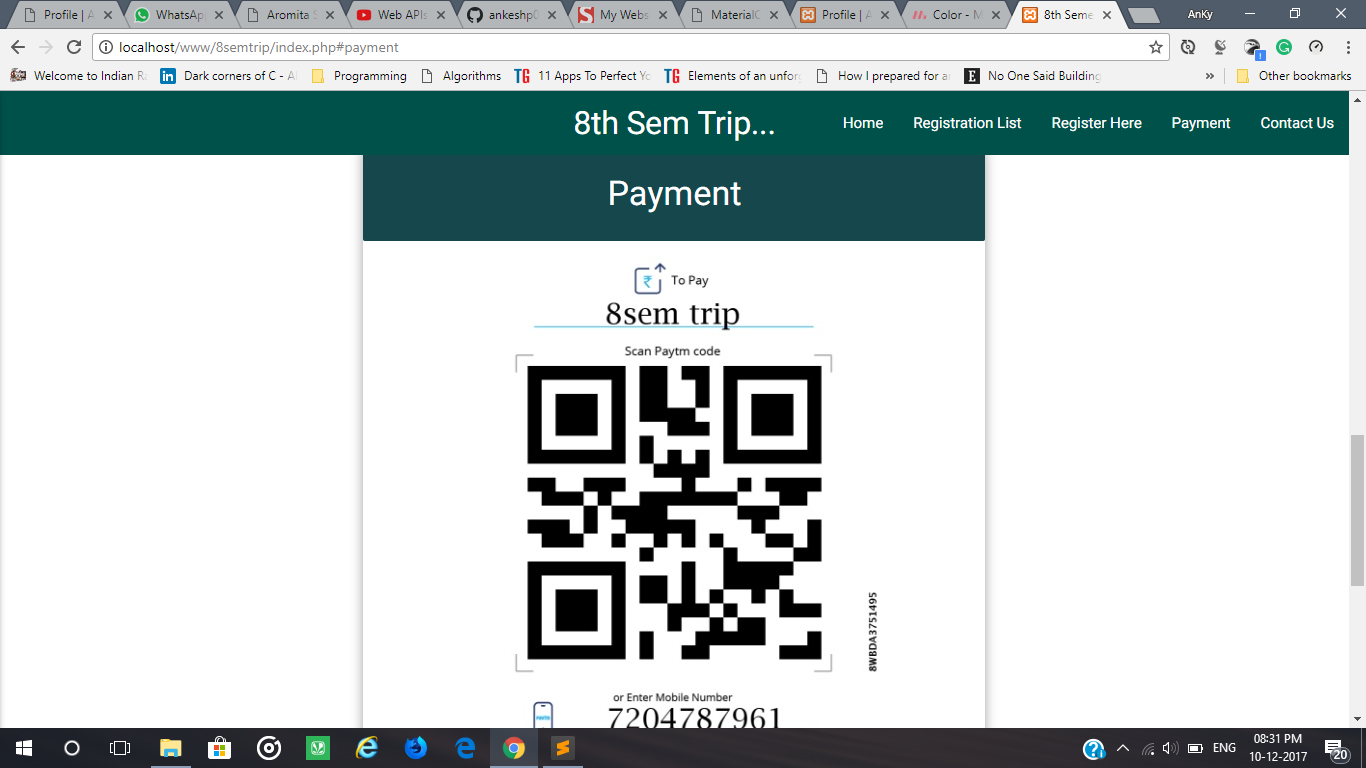 Profile | A
WhatsApp
Aromita S
Web APIs
ankeshp0
My Webs
MaterialC
Profile | A
Color - M
8th Seme
AnKy
localhost/www/8semtrip/index.php#payment
Welcome to Indian Ra
Dark corners of C - A
Programming
Algorithms
TG 11 Apps To Perfect Yo
TG Elements of an unforg
How I prepared for a
E No One Said Building
» Other bookmarks
8th Sem Trip...
Home
Registration List
Register Here
Payment
Contact Us
Payment
To Pay
8sem trip
Scan Paytm code
8WBDA3751495
or Enter Mobile Number
7204787961
ENG
08:31 PM
10-12-2017
20